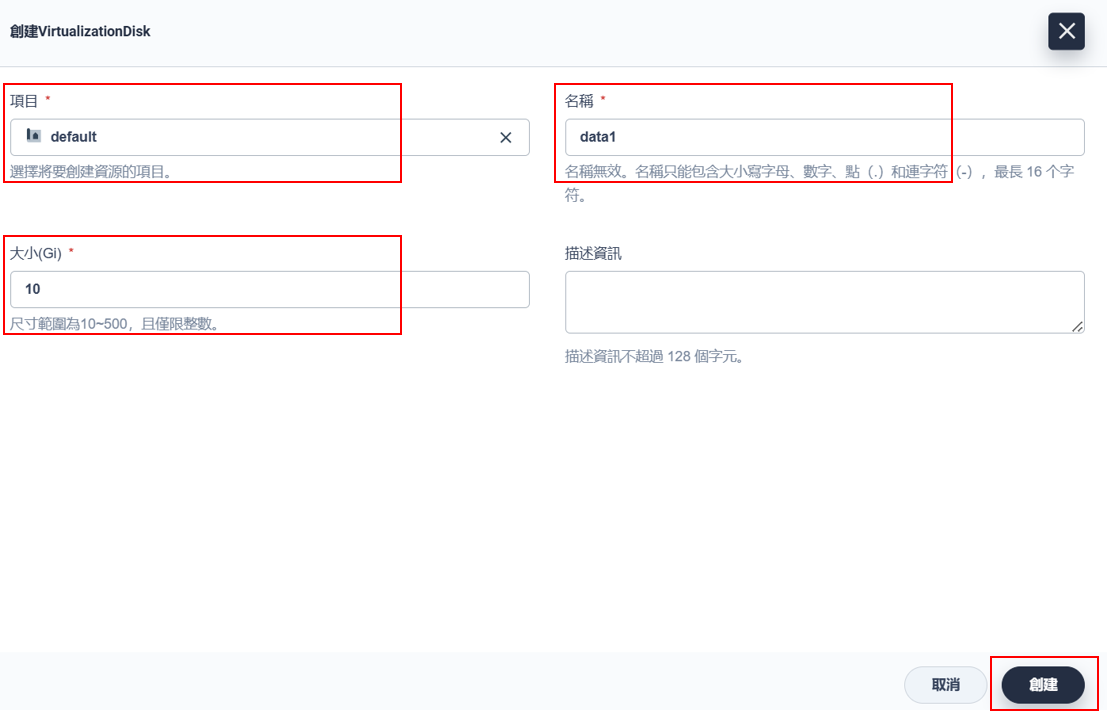 創建VirtualizationDisk
項目 *
default
選擇將要創建資源的項目。
名稱 *
data1
名稱無效。名稱只能包含大小寫字母、數字、點（.）和連字符（-），最長 16 个字
符。
大小(Gi) *
10
尺寸範圍為10~500，且僅限整數。
描述資訊
描述資訊不超過 128 個字元。
取消
創建